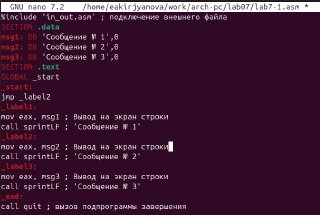 GNU nano 7.2 /home/eakirjyanova/work/arch-pc/lab07/lab7-1.asm *
%include 'in_out.asm' ; подключение внешнего файла
SECTION .data
msg1: DB 'Сообщение № 1',0
msg2: DB 'Сообщение № 2',0
msg3: DB 'Сообщение № 3',0
SECTION .text
GLOBAL _start
_start:
jmp _label2
_label1:
mov eax, msg1 ; Вывод на экран строки
call sprintLF ; 'Сообщение № 1'
_label2:
mov eax, msg2 ; Вывод на экран строки
call sprintLF ; 'Сообщение № 2'
_label3:
mov eax, msg3 ; Вывод на экран строки
call sprintLF ; 'Сообщение № 3'
_end:
call quit ; вызов подпрограммы завершения